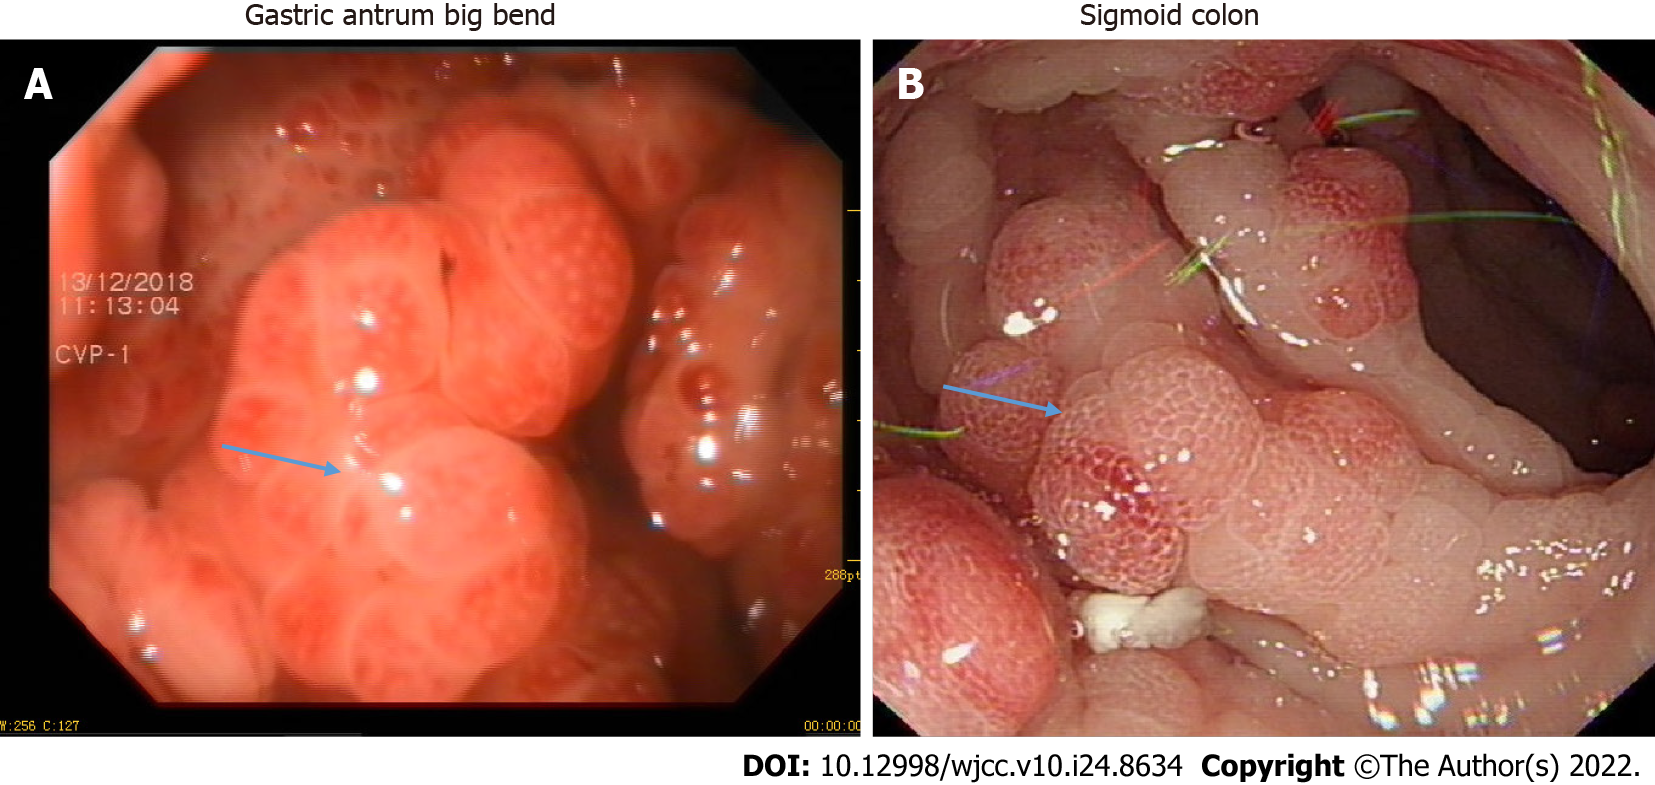 Gastric antrum big bend
Sigmoid colon
A
B
13/12/2018
11:13:04
CVP-1
288pt
W:256 C:127
00:00:00
DOI: 10.12998/wjcc.v10.i24.8634 Copyright ©The Author(s) 2022.